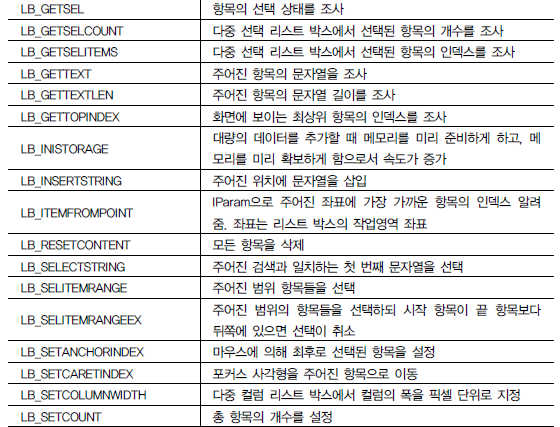 LB_GETSEL 항목의 선택 상태를 조사
LB_GETSELCOUNT 다중 선택 리스트 박스에서 선택된 항목의 개수를 조사
LB_GETSELITEMS 다중 선택 리스트 박스에서 선택된 항목의 인덱스를 조사
LB_GETTEXT 주어진 항목의 문자열을 조사
LB_GETTEXTLEN 주어진 항목의 문자열 길이를 조사
LB_GETTOPINDEX 화면에 보이는 최상위 항목의 인덱스를 조사
LB_INISTORAGE 대량의 데이터를 추가할 때 메모리를 미리 준비하게 하고, 메
모리를 미리 확보하게 함으로서 속도가 증가
LB_INSERTSTRING 주어진 위치에 문자열을 삽입
LB_ITEMFROMPOINT lParam으로 주어진 좌표에 가장 가까운 항목의 인덱스 알려
줌. 좌표는 리스트 박스의 작업영역 좌표
LB_RESETCONTENT 모든 항목을 삭제
LB_SELECTSTRING 주어진 검색과 일치하는 첫 번째 문자열을 선택
LB_SELITEMRANGE 주어진 범위 항목들을 선택
LB_SELITEMRANGEEX 주어진 범위의 항목들을 선택하되 시작 항목이 끝 항목보다
뒤쪽에 있으면 선택이 취소
LB_SETANCHORINDEX 마우스에 의해 최후로 선택된 항목을 설정
LB_SETCARETINDEX 포커스 사각형을 주어진 항목으로 이동
LB_SETCOLUMNWIDTH 다중 컬럼 리스트 박스에서 컬럼의 폭을 픽셀 단위로 지정
LB_SETCOUNT 총 항목의 개수를 설정